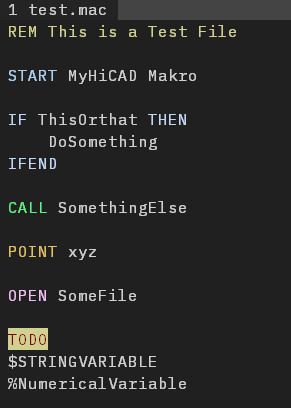 1 test.mac
REM This is a Test File
START MyHiCAD Makro
IF ThisOrthat THEN
DoSomething
IFEND
CALL SomethingElse
POINT xyz
OPEN SomeFile
TODO
$STRINGVARIABLE
%NumericalVariable